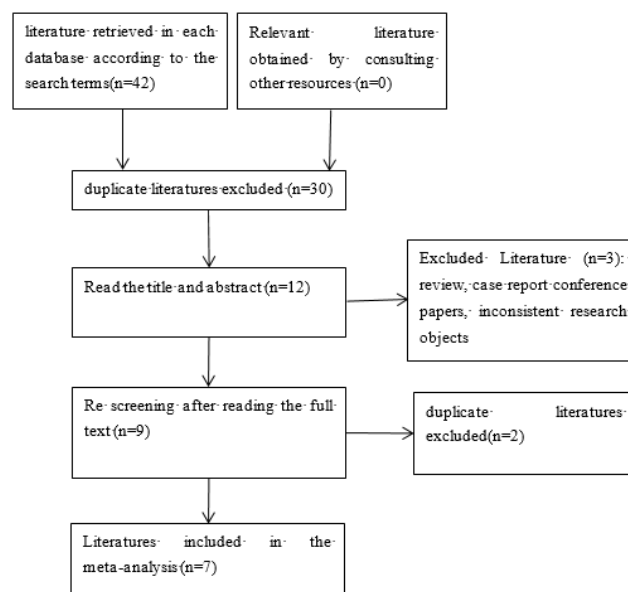 literature retrieved in each
database according to the
search terms(n=42)
Relevant literature
obtained by consulting
other resources (n=0)
duplicate literatures excluded (n=30)
Read the title and abstract (n=12)
Excluded Literature (n=3):
review, case report conference
papers, inconsistent research
objects
Re screening after reading the full
text (n=9)
duplicate literatures
excluded(n=2)
Literatures included in the
meta-analysis (n=7)